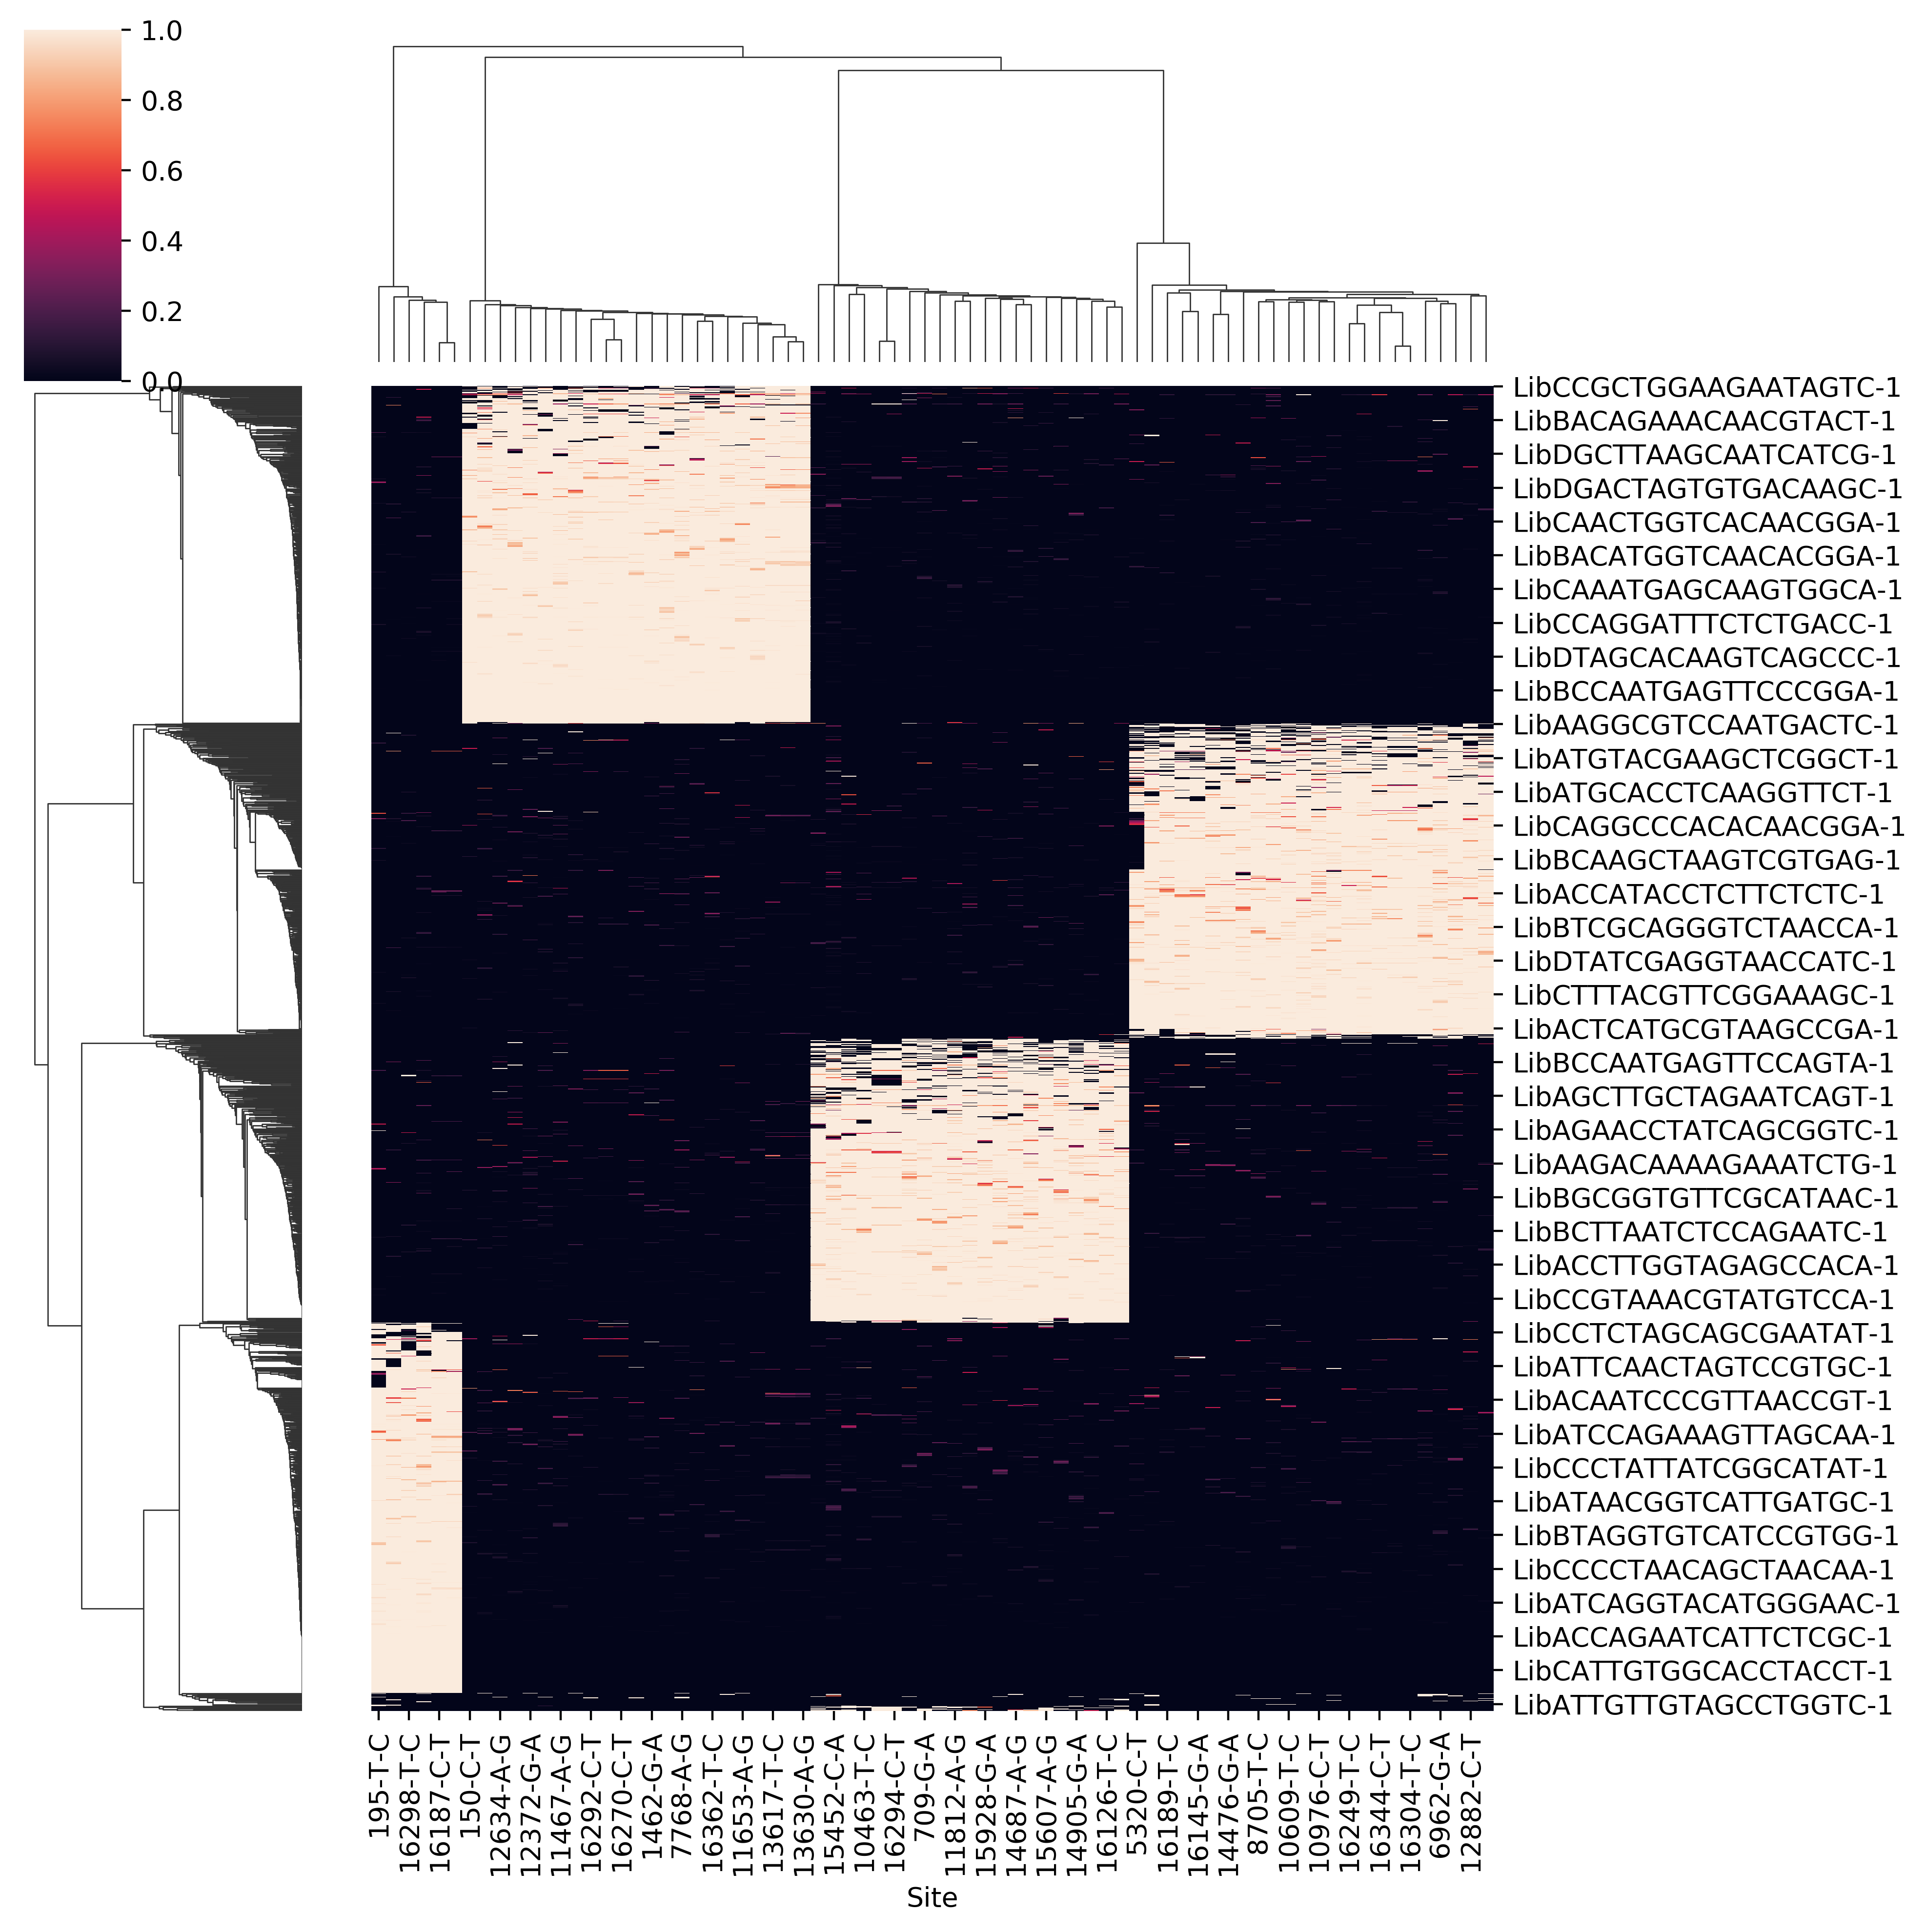 1.0
0.8
0.6
0.4
0.2
0.0
LibCCGCTGGAAGAATAGTC-1
LibBACAGAAACAACGTACT-1
LibDGCTTAAGCAATCATCG-1
LibDGACTAGTGTGACAAGC-1
LibCAACTGGTCACAACGGA-1
LibBACATGGTCAACACGGA-1
LibCAAATGAGCAAGTGGCA-1
LibCCAGGATTTCTCTGACC-1
LibDTAGCACAAGTCAGCCC-1
LibBCCAATGAGTTCCCGGA-1
LibAAGGCGTCCAATGACTC-1
LibATGTACGAAGCTCGGCT-1
LibATGCACCTCAAGGTTCT-1
LibCAGGCCCACACAACGGA-1
LibBCAAGCTAAGTCGTGAG-1
LibACCATACCTCTTCTCTC-1
LibBTCGCAGGGTCTAACCA-1
LibDTATCGAGGTAACCATC-1
LibCTTTACGTTCGGAAAGC-1
LibACTCATGCGTAAGCCGA-1
LibBCCAATGAGTTCCAGTA-1
LibAGCTTGCTAGAATCAGT-1
LibAGAACCTATCAGCGGTC-1
LibAAGACAAAAGAAATCTG-1
LibBGCGGTGTTCGCATAAC-1
LibBCTTAATCTCCAGAATC-1
LibACCTTGGTAGAGCCACA-1
LibCCGTAAACGTATGTCCA-1
LibCCTCTAGCAGCGAATAT-1
LibATTCAACTAGTCCGTGC-1
LibACAATCCCGTTAACCGT-1
LibATCCAGAAAGTTAGCAA-1
LibCCCTATTATCGGCATAT-1
LibATAACGGTCATTGATGC-1
LibBTAGGTGTCATCCGTGG-1
LibCCCCTAACAGCTAACAA-1
LibATCAGGTACATGGGAAC-1
LibACCAGAATCATTCTCGC-1
LibCATTGTGGCACCTACCT-1
LibATTGTTGTAGCCTGGTC-1
195-T-C
16298-T-C
16187-C-T
150-C-T
12634-A-G
12372-G-A
11467-A-G
16292-C-T
16270-C-T
1462-G-A
7768-A-G
16362-T-C
11653-A-G
13617-T-C
13630-A-G
15452-C-A
10463-T-C
16294-C-T
709-G-A
11812-A-G
15928-G-A
14687-A-G
15607-A-G
14905-G-A
16126-T-C
5320-C-T
16189-T-C
16145-G-A
14476-G-A
8705-T-C
10609-T-C
10976-C-T
16249-T-C
16344-C-T
16304-T-C
6962-G-A
12882-C-T
Site